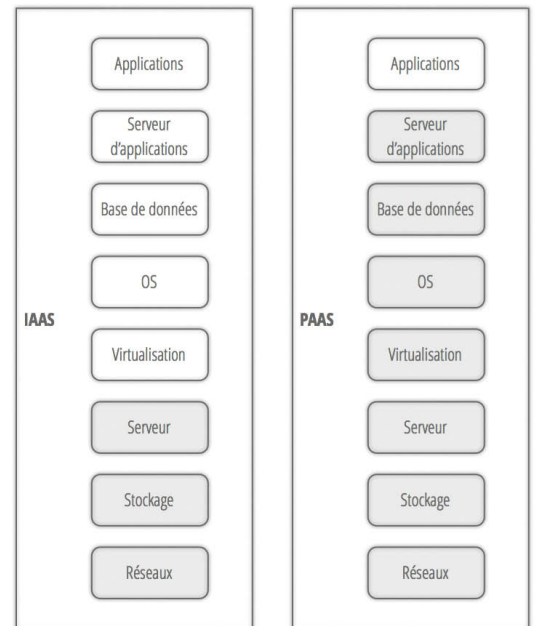 Applications
Serveur
d'applications
Base de données
OS
IAAS
Virtualisation
Serveur
Stockage
Réseaux
Applications
Serveur
d'applications
Base de données
OS
PAAS
Virtualisation
Serveur
Stockage
Réseaux